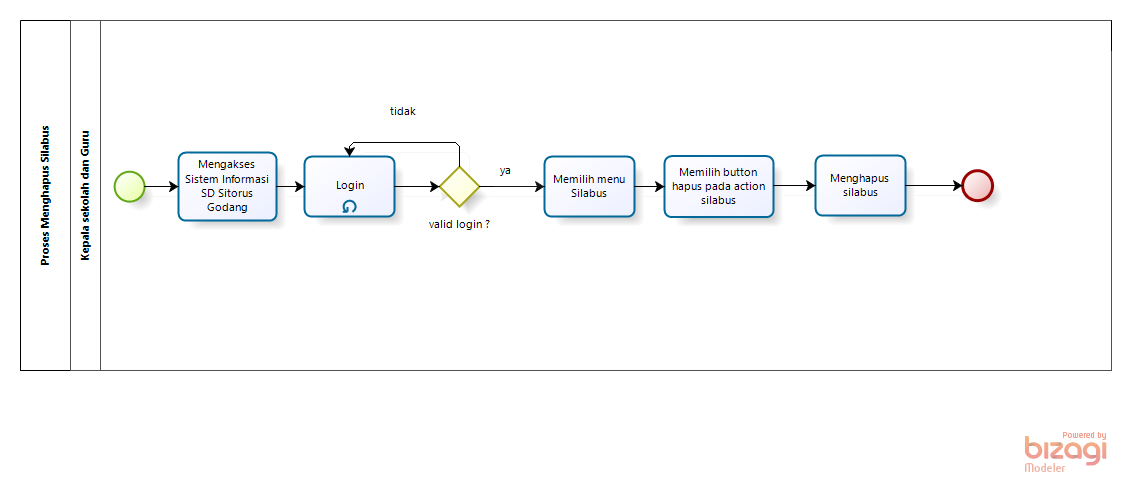 Proses Menghapus Silabus
Kepala sekolah dan Guru
Mengakses
Sistem Informasi
SD Sitorus
Godang
Login
tidak
valid login ?
ya
Memilih menu
Silabus
Memilih button
hapus pada action
silabus
Menghapus
silabus
Powered by
bizagi
Modeler